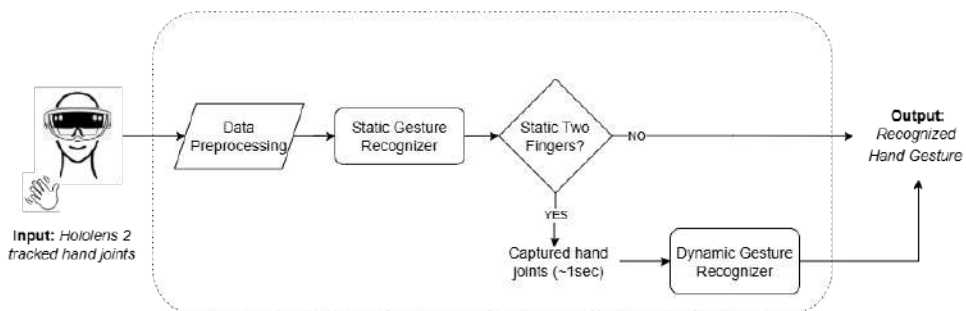 Input: Hololens 2
tracked hand joints
Data
Preprocessing
Static Gesture
Recognizer
Static Two
Fingers?
NO
YES
Captured hand
joints (~1sec)
Dynamic Gesture
Recognizer
Output:
Recognized
Hand Gesture